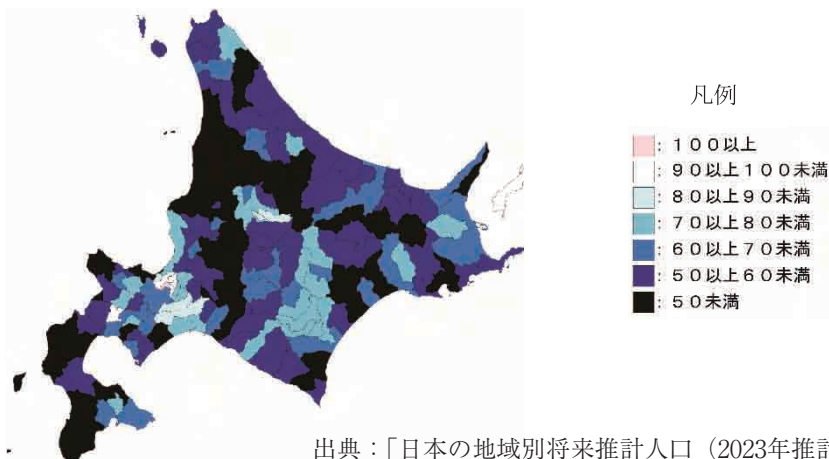 凡例
: 100以上
: 90以上100未満
: 80以上90未満
: 70以上80未満
: 60以上70未満
: 50以上60未満
: 50未満
出典:「日本の地域別将来推計人口(2023年推計